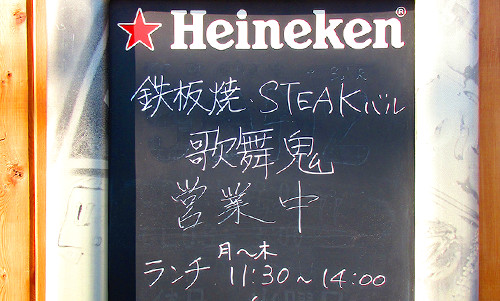 ★Heineken®
鉄板焼・STEAKバル
歌舞鬼
営業中
月〜木
ランチ 11:30〜14:00